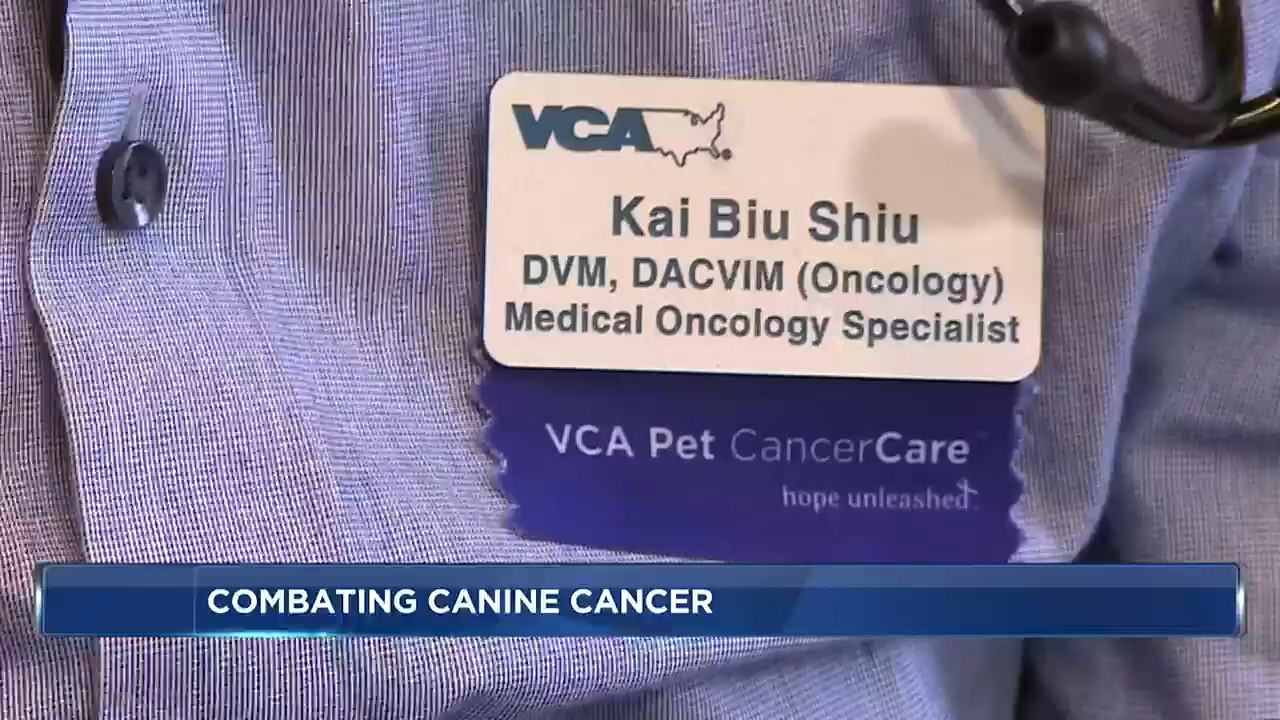 VCA
Kai Biu Shiu
DVM, DACVIM (Oncology)
Medical Oncology Specialist
VCA Pet CancerCare
hope unleashed
COMBATING CANINE CANCER